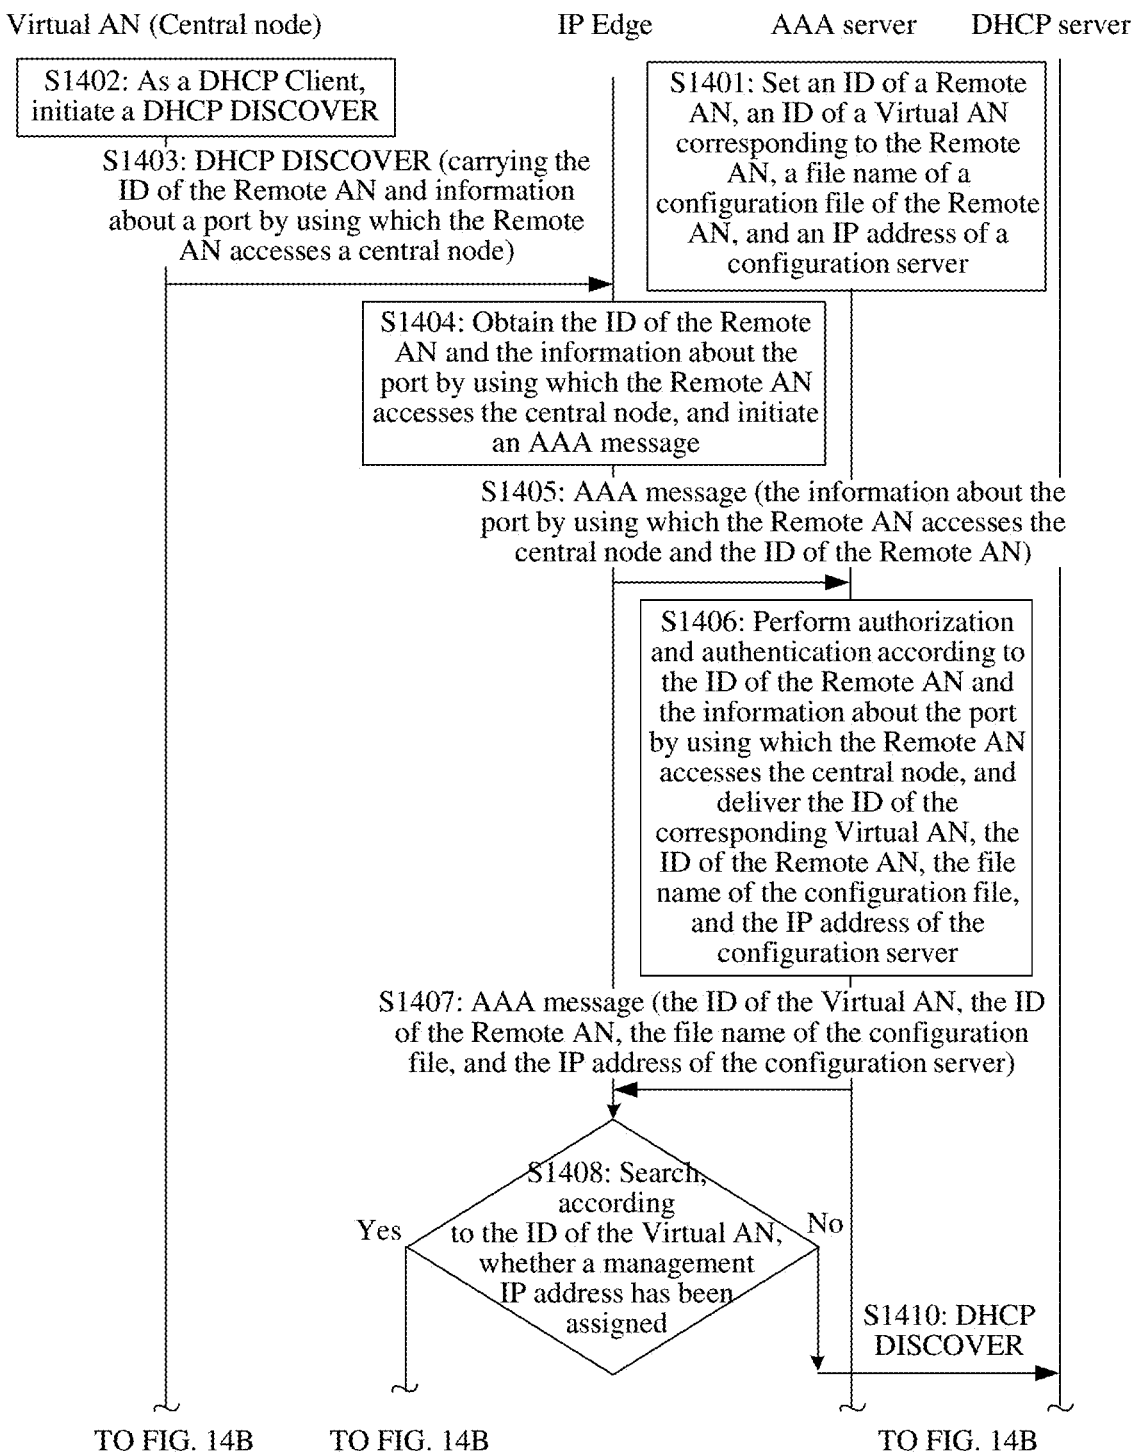 Virtual AN (Central node)
IP Edge
AAA server
DHCP server
S1402: As a DHCP Client,
initiate a DHCP DISCOVER
S1401: Set an ID of a Remote
AN, an ID of a Virtual AN
corresponding to the Remote
AN, a file name of a
configuration file of the Remote
AN, and an IP address of a
configuration server
S1403: DHCP DISCOVER (carrying the
ID of the Remote AN and information
about a port by using which the Remote
AN accesses a central node)
S1404: Obtain the ID of the Remote
AN and the information about the
port by using which the Remote AN
accesses the central node, and initiate
an AAA message
S1405: AAA message (the information about the
port by using which the Remote AN accesses the
central node and the ID of the Remote AN)
S1406: Perform authorization
and authentication according to
the ID of the Remote AN and
the information about the port
by using which the Remote AN
accesses the central node, and
deliver the ID of the
corresponding Virtual AN, the
ID of the Remote AN, the file
name of the configuration file,
and the IP address of the
configuration server
S1407: AAA message (the ID of the Virtual AN, the ID
of the Remote AN, the file name of the configuration
file, and the IP address of the configuration server)
S1408: Search,
according
to the ID of the Virtual AN,
whether a management
IP address has been
assigned
Yes
No
S1410: DHCP
DISCOVER
TO FIG. 14B
TO FIG. 14B
TO FIG. 14B